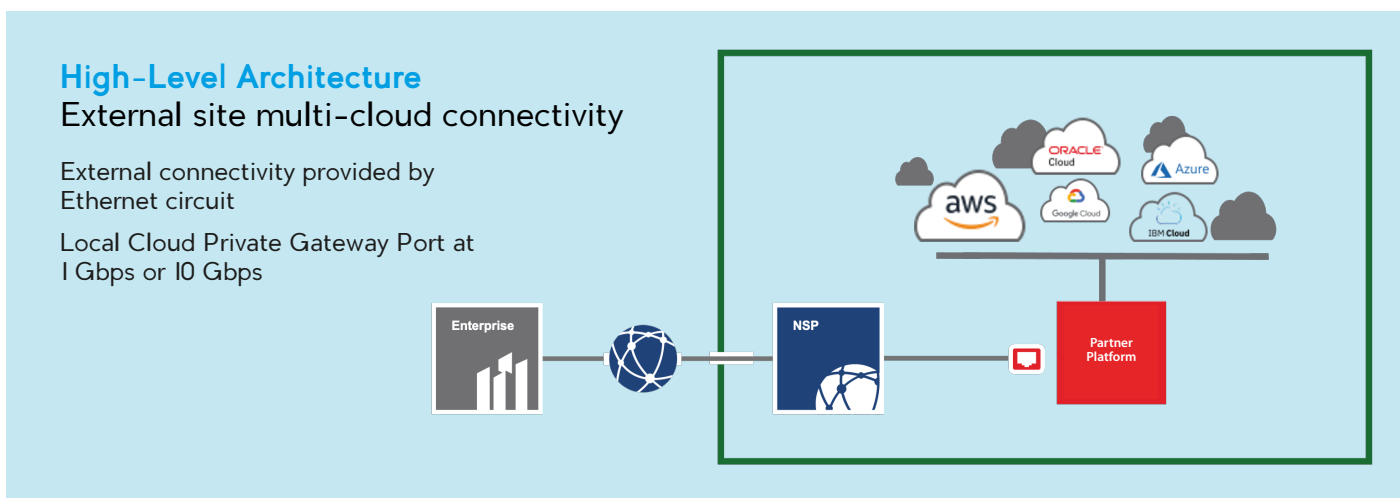 High-Level Architecture
External site multi-cloud connectivity
External connectivity provided by
Ethernet circuit
Local Cloud Private Gateway Port at
1 Gbps or 10 Gbps
ORACLE
Cloud
Azure
aws
Google Cloud
IBM Cloud
Enterprise
NSP
Partner
Platform